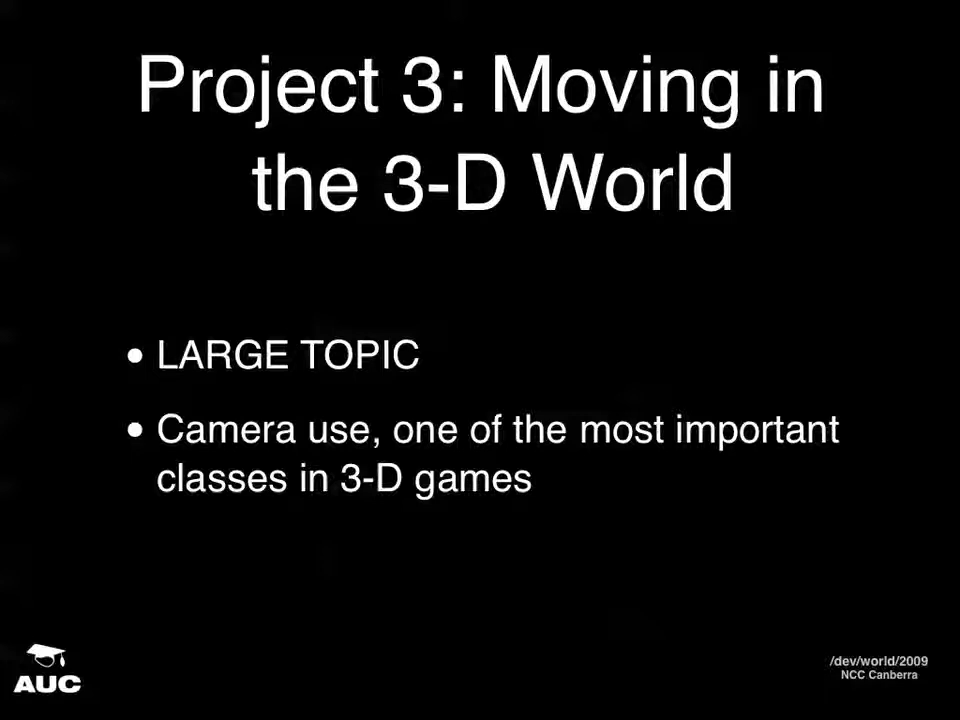 Project 3: Moving in
the 3-D World
• LARGE TOPIC
• Camera use, one of the most important
classes in 3-D games
AUC
/dev/world/2009
NCC Canberra